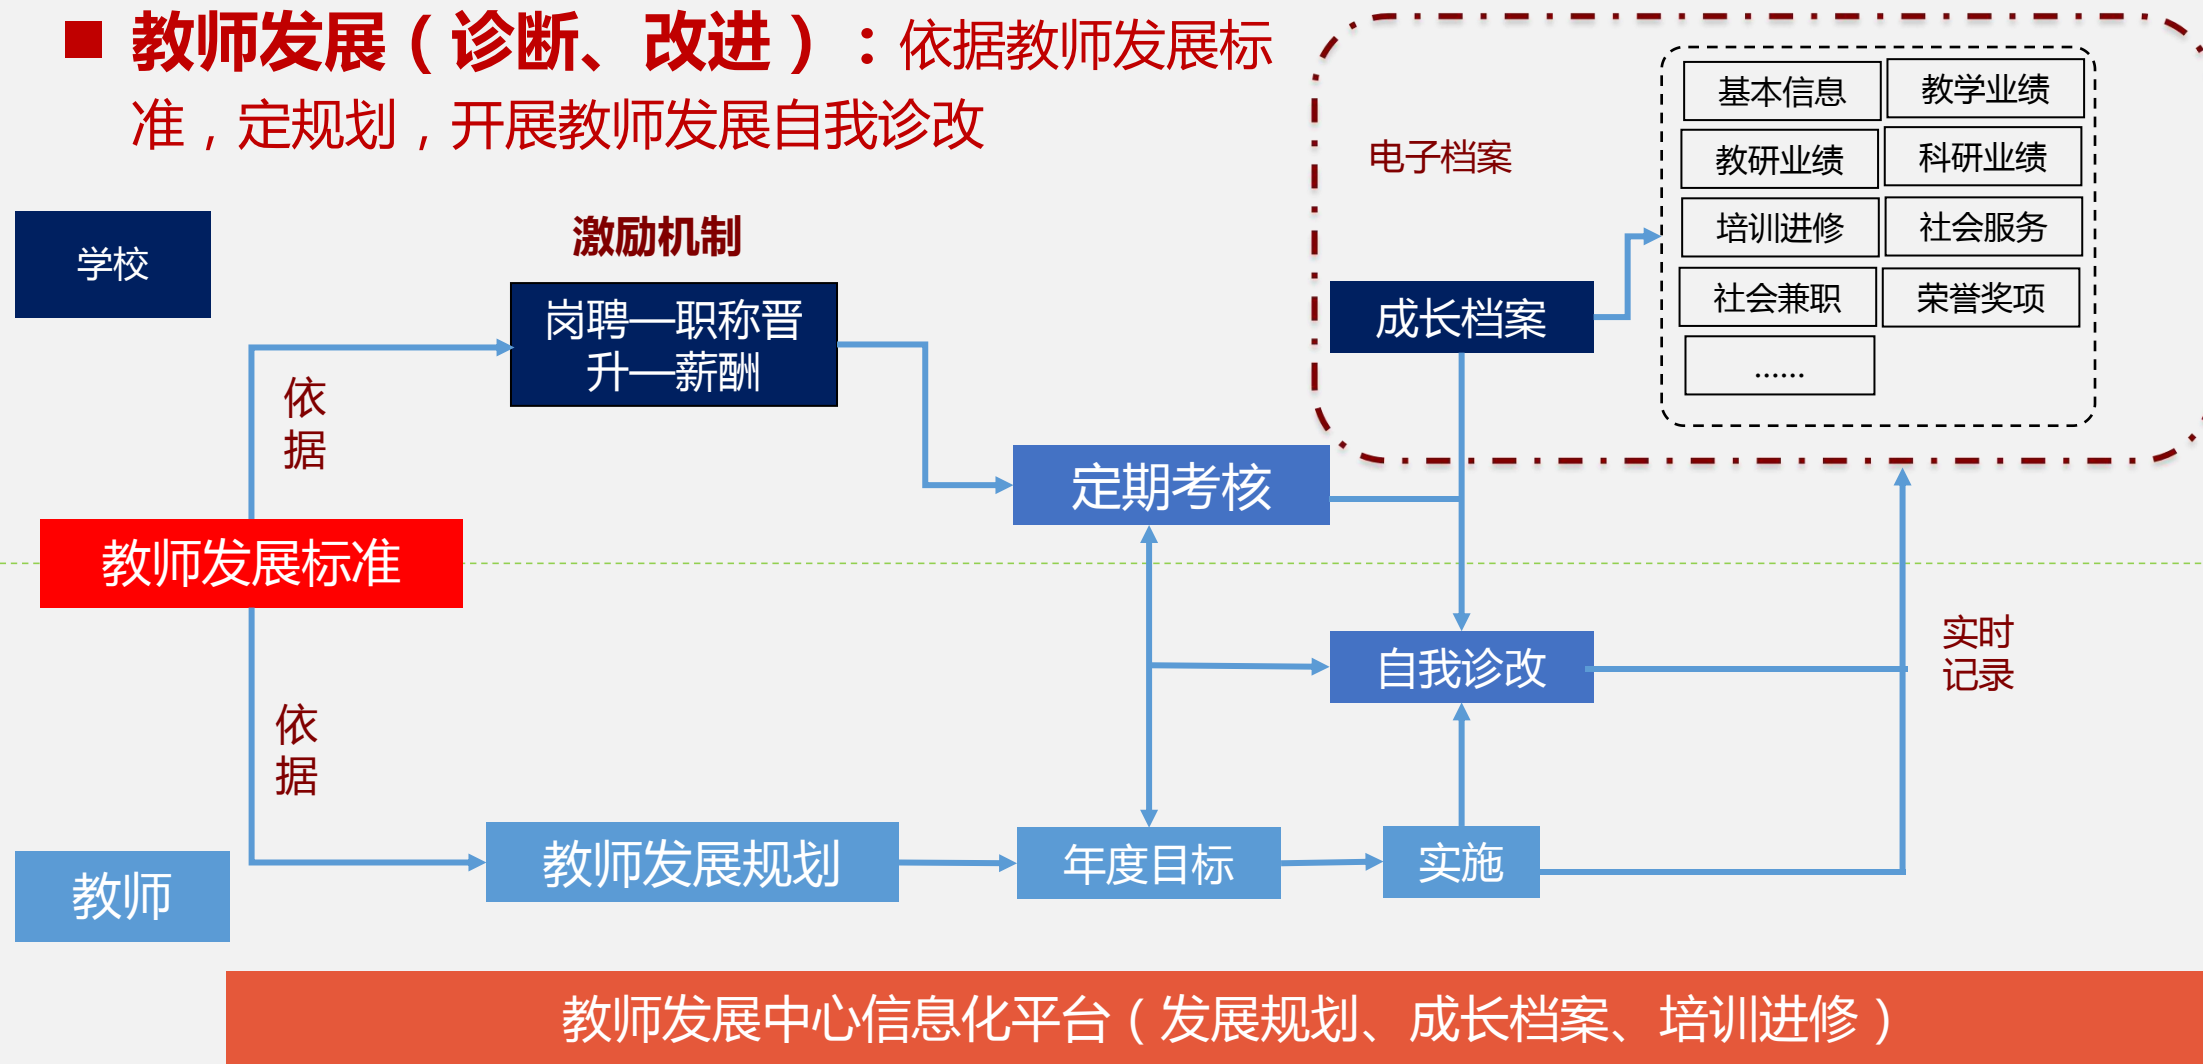 教师发展（诊断、改进）：依据教师发展标
准，定规划，开展教师发展自我诊改
基本信息
教学业绩
教研业绩
科研业绩
电子档案
培训进修
社会服务
学校
激励机制
社会兼职
荣誉奖项
岗聘—职称晋
升—薪酬
成长档案
……
依
据
定期考核
教师发展标准
实时
记录
自我诊改
依
据
教师发展规划
年度目标
实施
教师
教师发展中心信息化平台（发展规划、成长档案、培训进修）